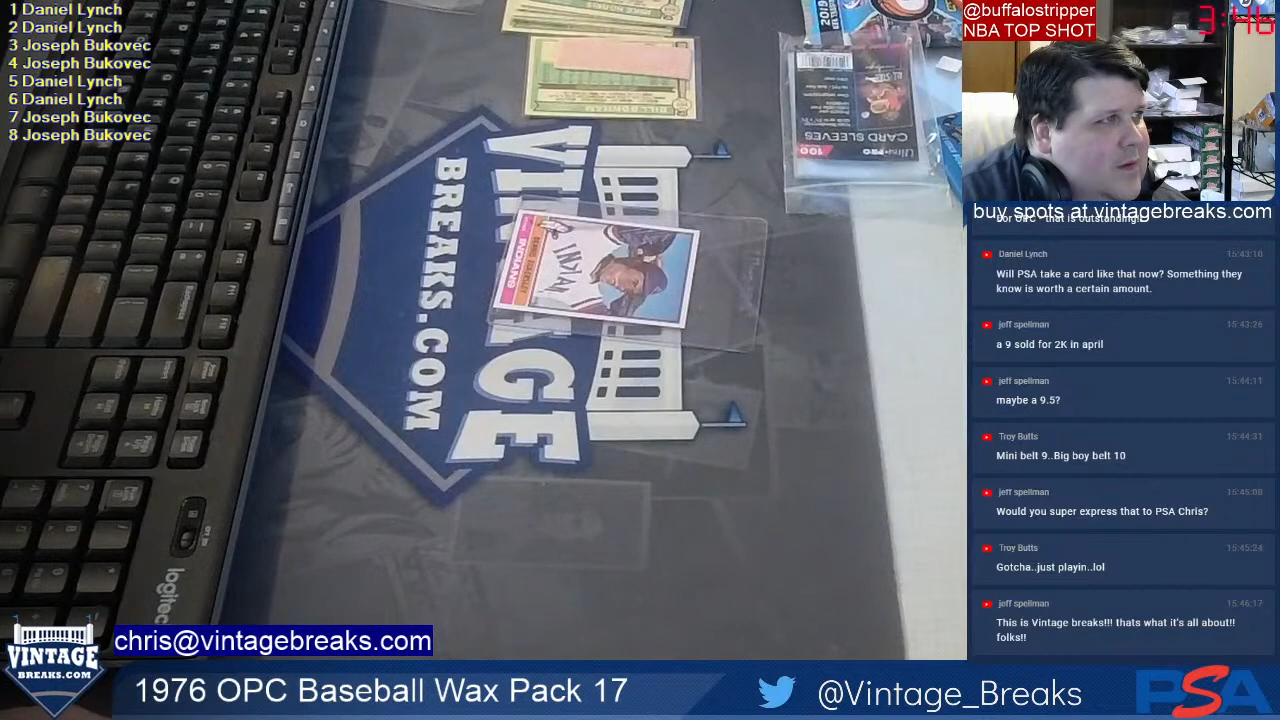 1 Daniel Lynch
2 Daniel Lynch
3 Joseph Bukovec
4 Joseph Bukovec
5 Daniel Lynch
6 Daniel Lynch
7 Joseph Bukovec
8 Joseph Bukovec
@buffalostripper
NBA TOP SHOT
3:46
buy spots at vintagebreaks.com
for OPC - that is outstanding!
Daniel Lynch 15:43:10
Will PSA take a card like that now? Something they
know is worth a certain amount.
jeff spellman 15:43:26
a 9 sold for 2K in april
jeff spellman 15:44:11
maybe a 9.5?
Troy Butts 15:44:31
Mini belt 9..Big boy belt 10
jeff spellman 15:45:08
Would you super express that to PSA Chris?
Troy Butts 15:45:24
Gotcha..just playin..lol
jeff spellman 15:46:17
This is Vintage breaks!!! thats what it's all about!!
folks!!
VINTAGE
BREAKS.COM
INDIANS
INDIANS
CARD SLEEVES
100
2019
logitech
VINTAGE
BREAKS.COM
chris@vintagebreaks.com
1976 OPC Baseball Wax Pack 17
@Vintage_Breaks
PSA